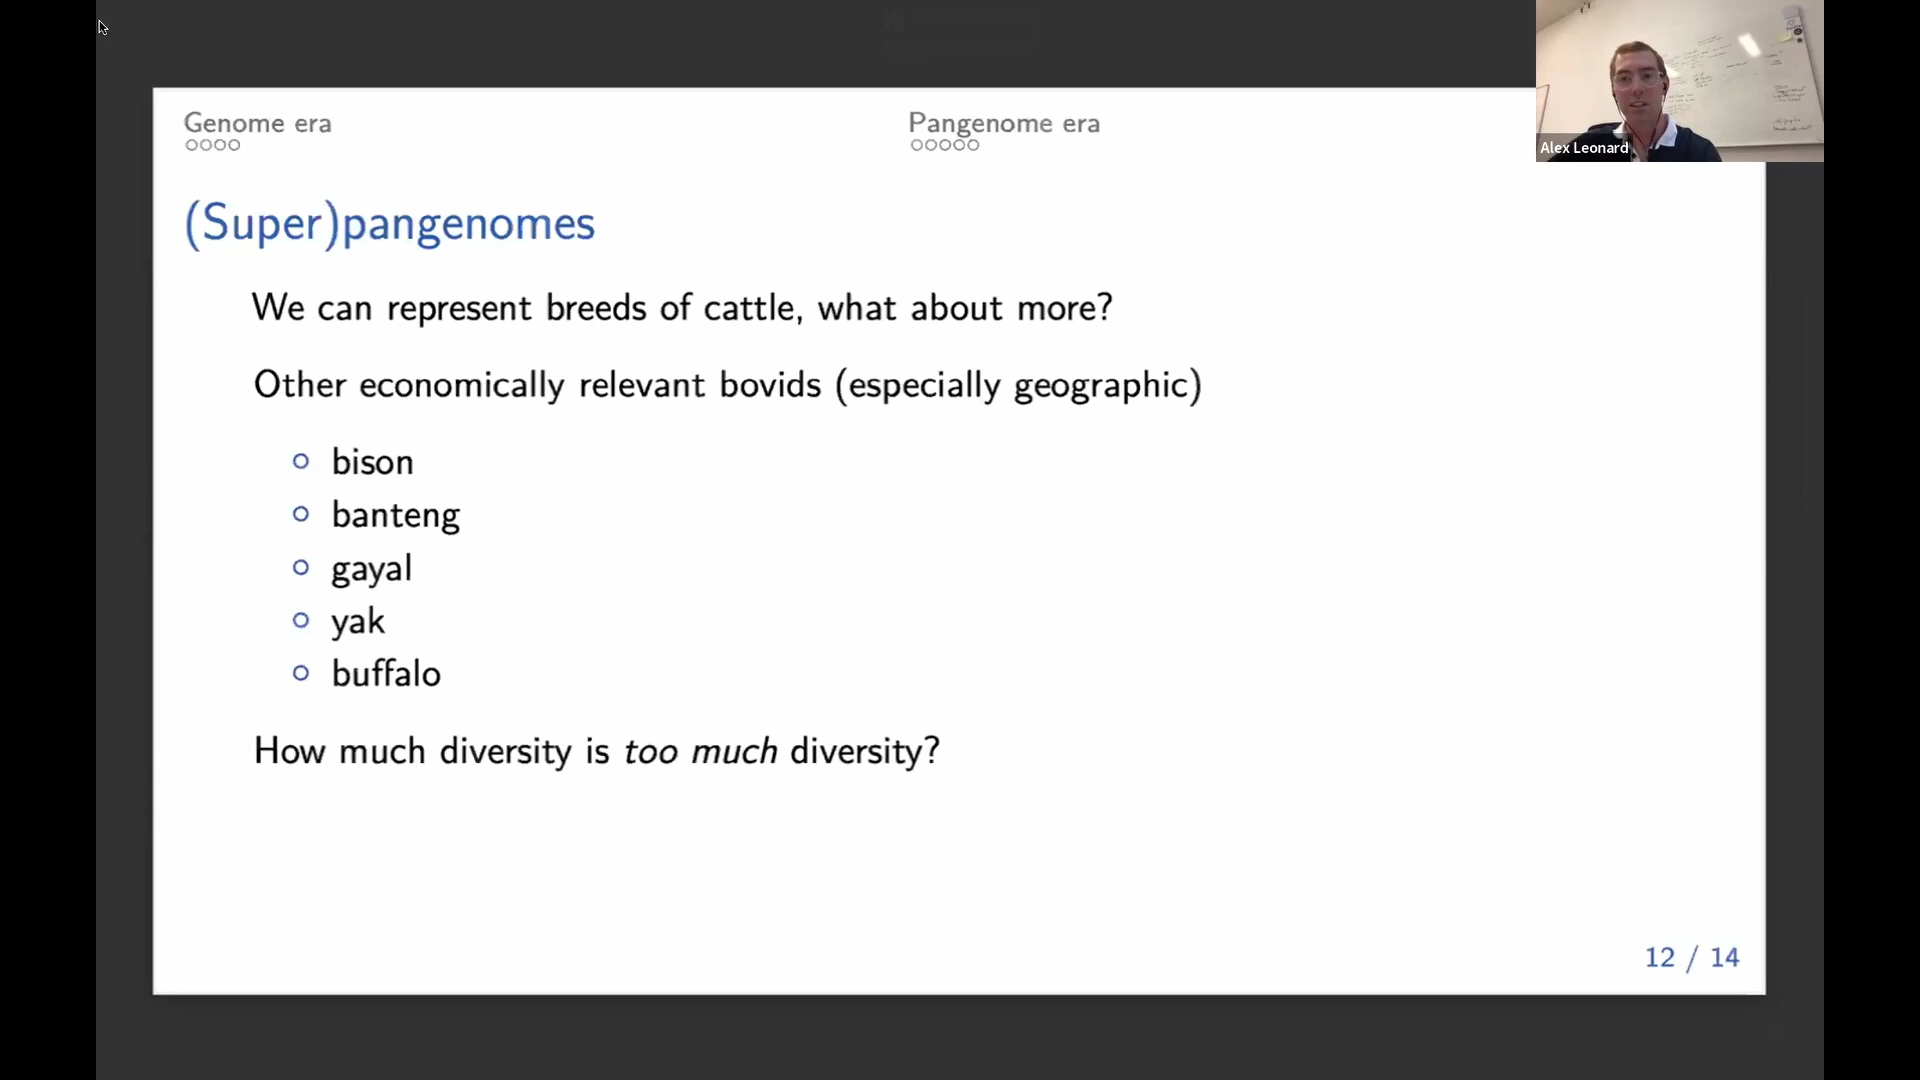 Genome era
Pangenome era
Alex Leonard
(Super)pangenomes
We can represent breeds of cattle, what about more?
Other economically relevant bovids (especially geographic)
bison
banteng
gayal
yak
buffalo
How much diversity is too much diversity?
12 / 14